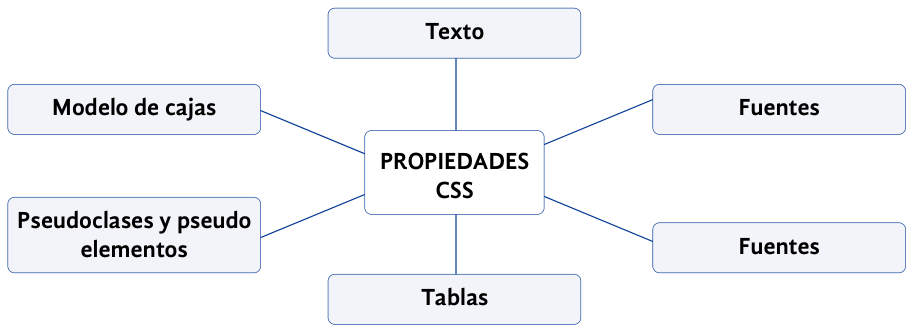 Texto
Modelo de cajas
Fuentes
PROPIEDADES
CSS
Pseudoclases y pseudo
elementos
Fuentes
Tablas